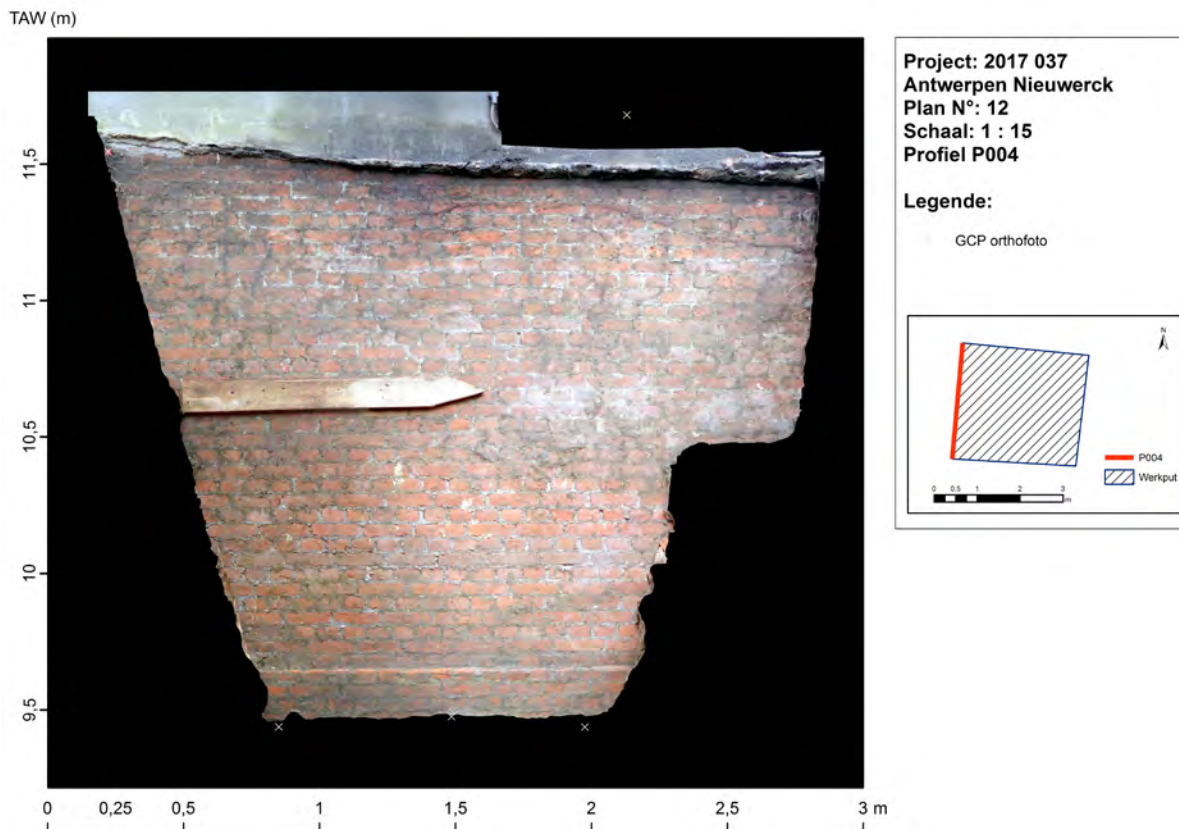 TAW (m)
11,5
11
10,5
10
9,5
0 0,25 0,5 1 1,5 2 2,5 3 m
Project: 2017 037
Antwerpen Nieuwerck
Plan N°: 12
Schaal: 1 : 15
Profiel P004
Legende:
GCP orthofoto
N
P004
Werkput
0 0.5 1 2 3
m